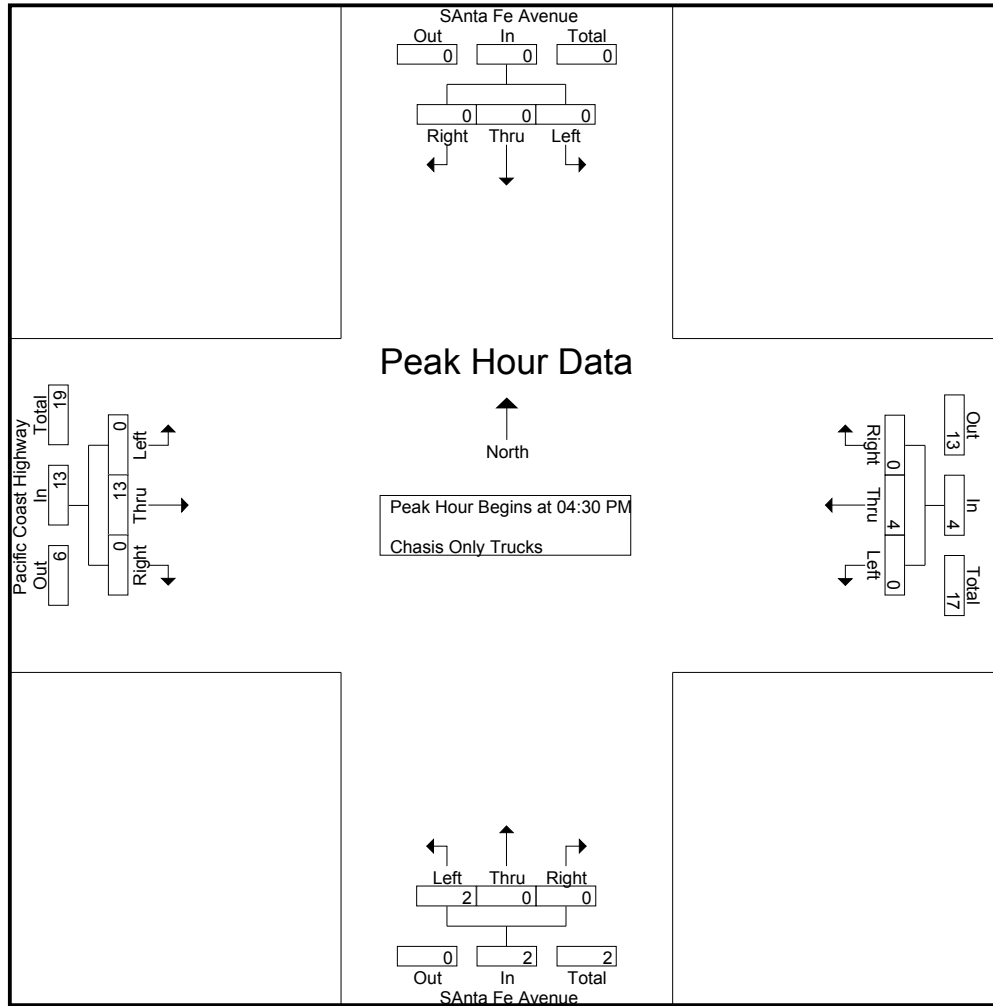 SAnta Fe Avenue
Out In Total
0 0 0
0 0 0
Right Thru Left
Peak Hour Data
North
Peak Hour Begins at 04:30 PM
Chasis Only Trucks
Pacific Coast Highway
Total In Out
19 13 6
0 13 0
Left Thru Right
Out In Total
13 4 17
0 4 0
Right Thru Left
Left Thru Right
2 0 0
0 2 2
Out In Total
SAnta Fe Avenue